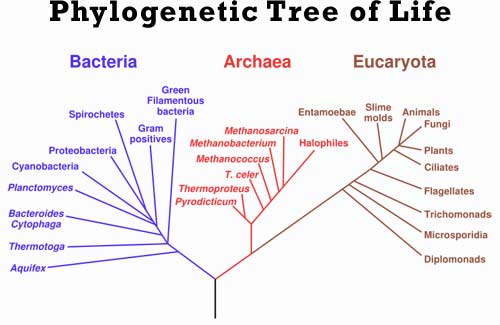 Phylogenetic Tree of Life
Bacteria
Archaea
Eucaryota
Green
Filamentous
bacteria
Spirochetes
Gram
positives
Proteobacteria
Cyanobacteria
Planctomyces
Bacteroides
Cytophaga
Thermotoga
Aquifex
Methanosarcina
Methanobacterium
Halophiles
Methanococcus
T. celer
Thermoproteus
Pyrodicticum
Entamoebae
Slime
molds
Animals
Fungi
Plants
Ciliates
Flagellates
Trichomonads
Microsporidia
Diplomonads